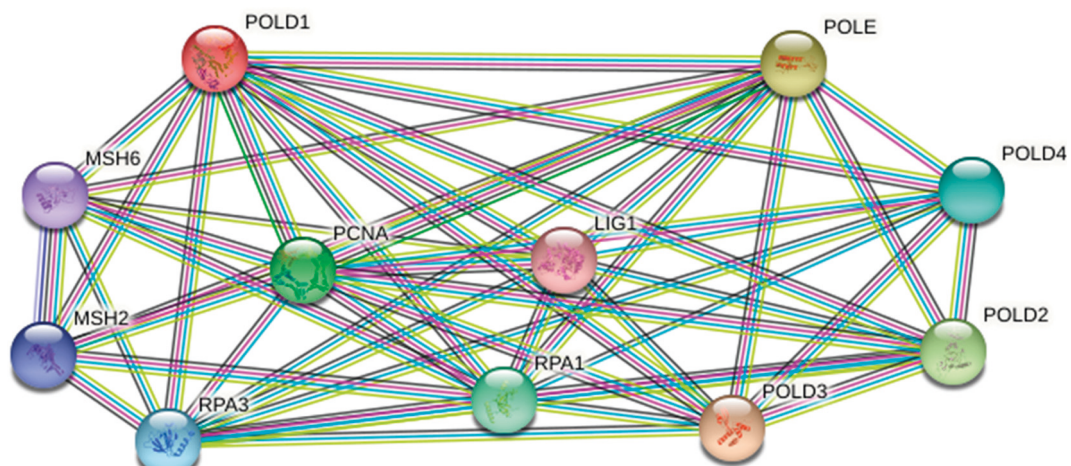 POLD1
POLE
MSH6
POLD4
PCNA
LIG1
MSH2
POLD2
RPA1
POLD3
RPA3